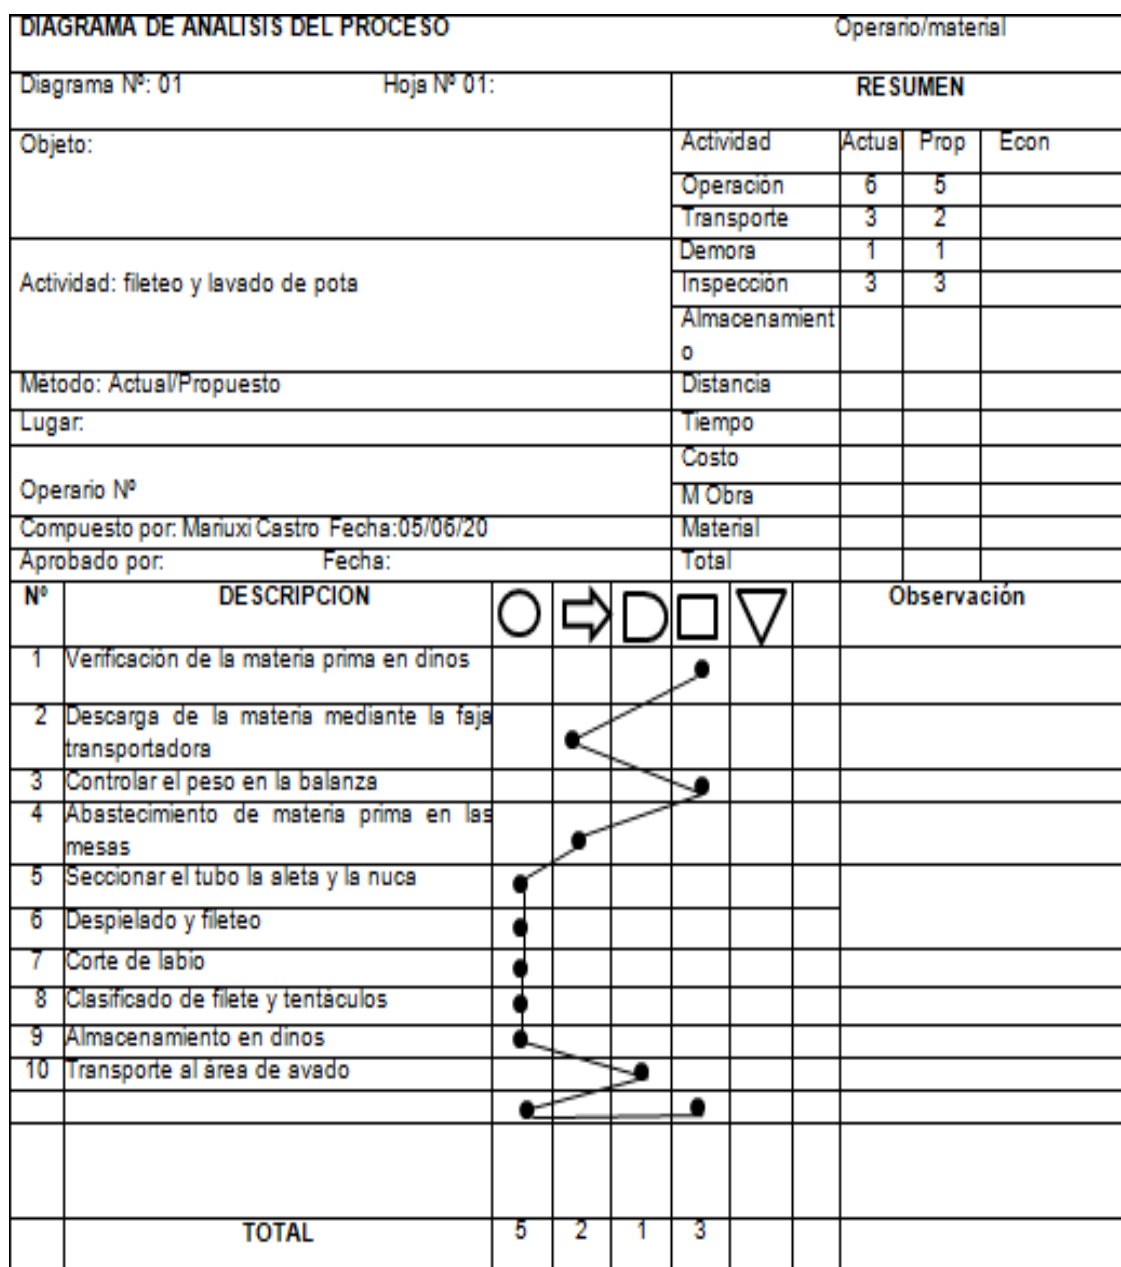 DIAGRAMA DE ANALISIS DEL PROCESO Operario/material
Diagrama Nº: 01 Hoja Nº 01: RESUMEN
Objeto:
Actividad Actual Prop Econ
Operación 6 5
Transporte 3 2
Demora 1 1
Actividad: fileteo y lavado de pota
Inspección 3 3
Almacenamient
o
Método: Actual/Propuesto Distancia
Lugar: Tiempo
Costo
Operario Nº
M Obra
Compuesto por: Mariuxi Castro Fecha:05/06/20 Material
Aprobado por: Fecha: Total
Nº DESCRIPCION Observación
1 Verificación de la materia prima en dinos
2 Descarga de la materia mediante la faja
transportadora
3 Controlar el peso en la balanza
4 Abastecimiento de materia prima en las
mesas
5 Seccionar el tubo la aleta y la nuca
6 Despielado y fileteo
7 Corte de labio
8 Clasificado de filete y tentáculos
9 Almacenamiento en dinos
10 Transporte al área de avado
TOTAL 5 2 1 3